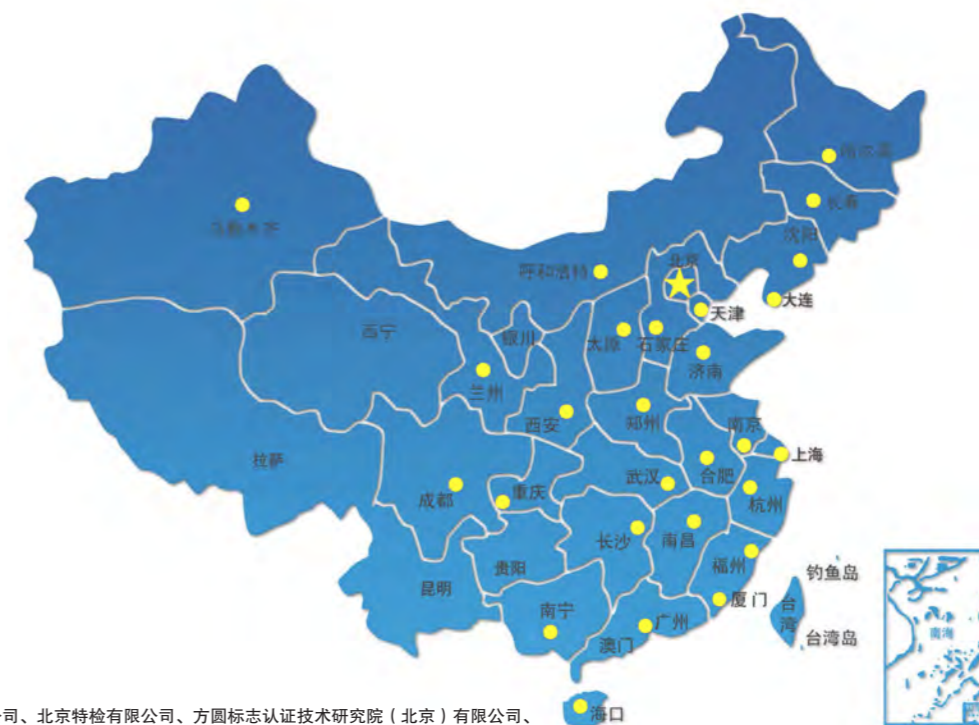 哈尔滨
长春
乌鲁木齐
沈阳
北京
呼和浩特
大连
天津
西宁
银川
太原
石家庄
济南
兰州
西安
郑州
南京
上海
拉萨
武汉
合肥
成都
重庆
杭州
长沙
南昌
福州
贵阳
钓鱼岛
昆明
厦门
台湾
南宁
广州
南海
台湾岛
澳门
海口
司、北京特检有限公司、方圆标志认证技术研究院（北京）有限公司、